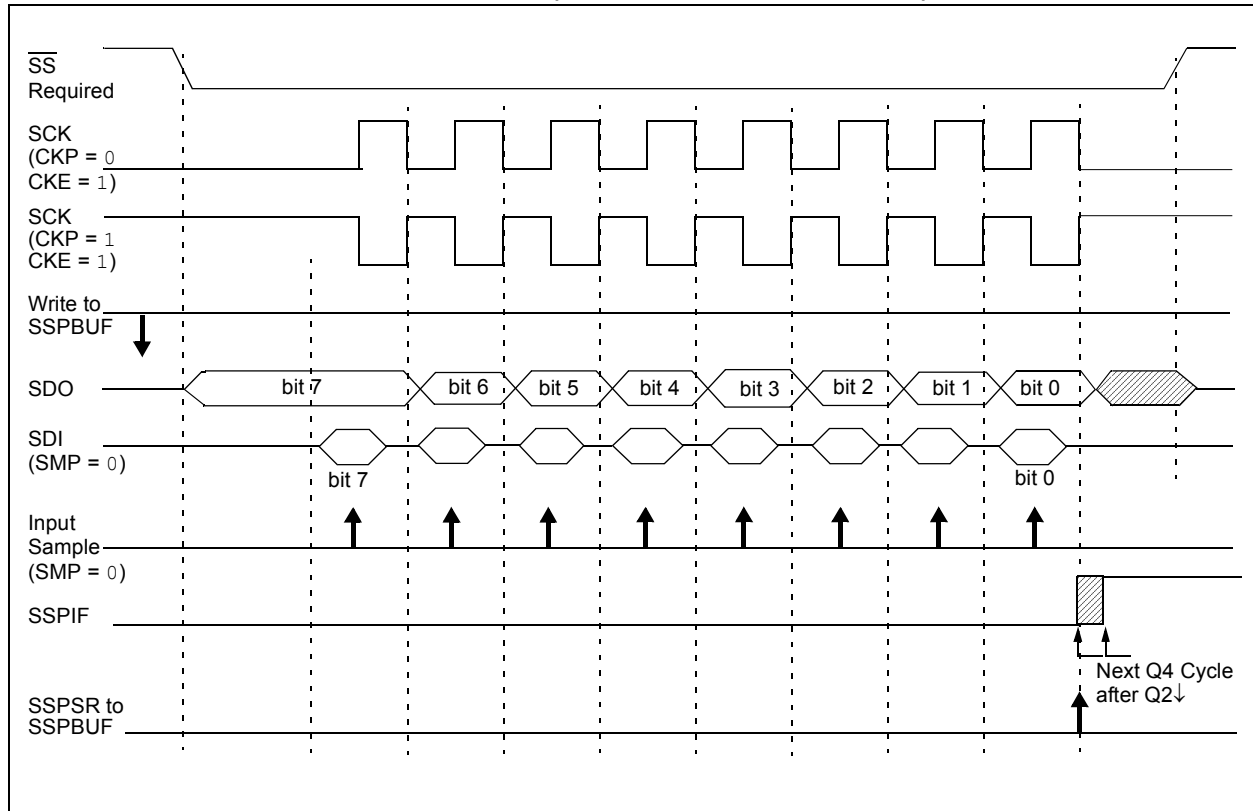 SS
Required
SCK
(CKP = 0
CKE = 1)
SCK
(CKP = 1
CKE = 1)
Write to
SSPBUF
SDO
bit 7
bit 6
bit 5
bit 4
bit 3
bit 2
bit 1
bit 0
SDI
(SMP = 0)
bit 7
bit 0
Input
Sample
(SMP = 0)
SSPIF
Next Q4 Cycle
after Q2↓
SSPSR to
SSPBUF